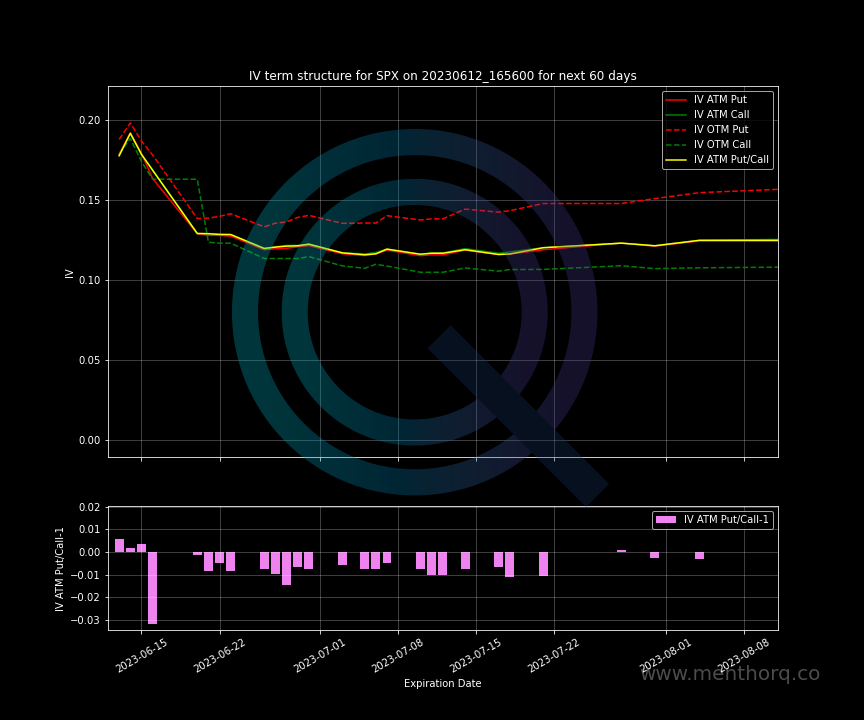 IV term structure for SPX on 20230612_165600 for next 60 days
IV ATM Put
IV ATM Call
IV OTM Put
IV OTM Call
IV ATM Put/Call
0.20
0.15
0.10
0.05
0.00
IV
IV ATM Put/Call-1
0.02
0.01
0.00
−0.01
−0.02
−0.03
IV ATM Put/Call-1
2023-06-15
2023-06-22
2023-07-01
2023-07-08
2023-07-15
2023-07-22
2023-08-01
2023-08-08
Expiration Date
www.menthorq.co